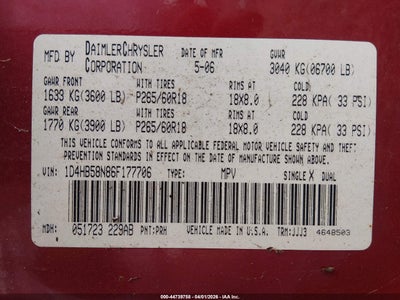 MFD BY DAIMLERCHRYSLER CORPORATION DATE OF MFR 5-06 GVWR 3040 KG(06700 LB)
GAWR FRONT WITH TIRES RIMS AT COLD
1639 KG(3600 LB) P265/60R18 18X8.0 228 KPA( 33 PSI)
GAWR REAR WITH TIRES RIMS AT COLD
1770 KG(3900 LB) P265/60R18 18X8.0 228 KPA( 33 PSI)
THIS VEHICLE CONFORMS TO ALL APPLICABLE FEDERAL MOTOR VEHICLE SAFETY AND THEFT
PREVENTION STANDARDS IN EFFECT ON THE DATE OF MANUFACTURE SHOWN ABOVE.
VIN: 1D4HB58N86F177706 TYPE: MPV SINGLE X DUAL
MDH: 051723 229AB PNT:PRH VEHICLE MADE IN U.S.A. TRM:JJJ3 4648503
000-44739758 - 04/01/2026 - IAA Inc.